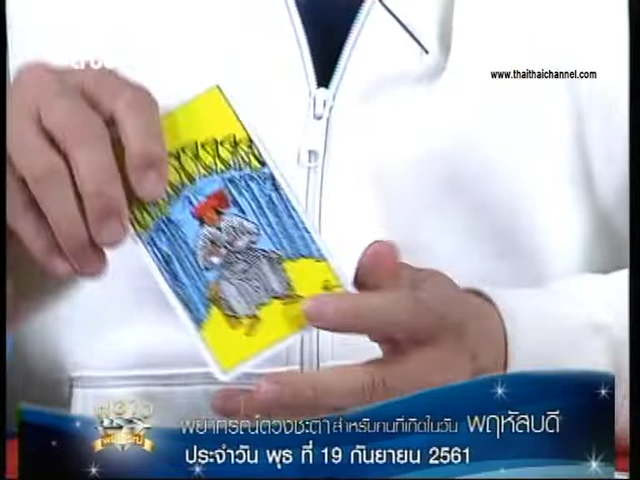 www.thaithaichannel.com
พยากรณ์ดวงชะตาสำหรับคนที่เกิดในวัน พฤหัสบดี
ประจำวัน พุธ ที่ 19 กันยายน 2561